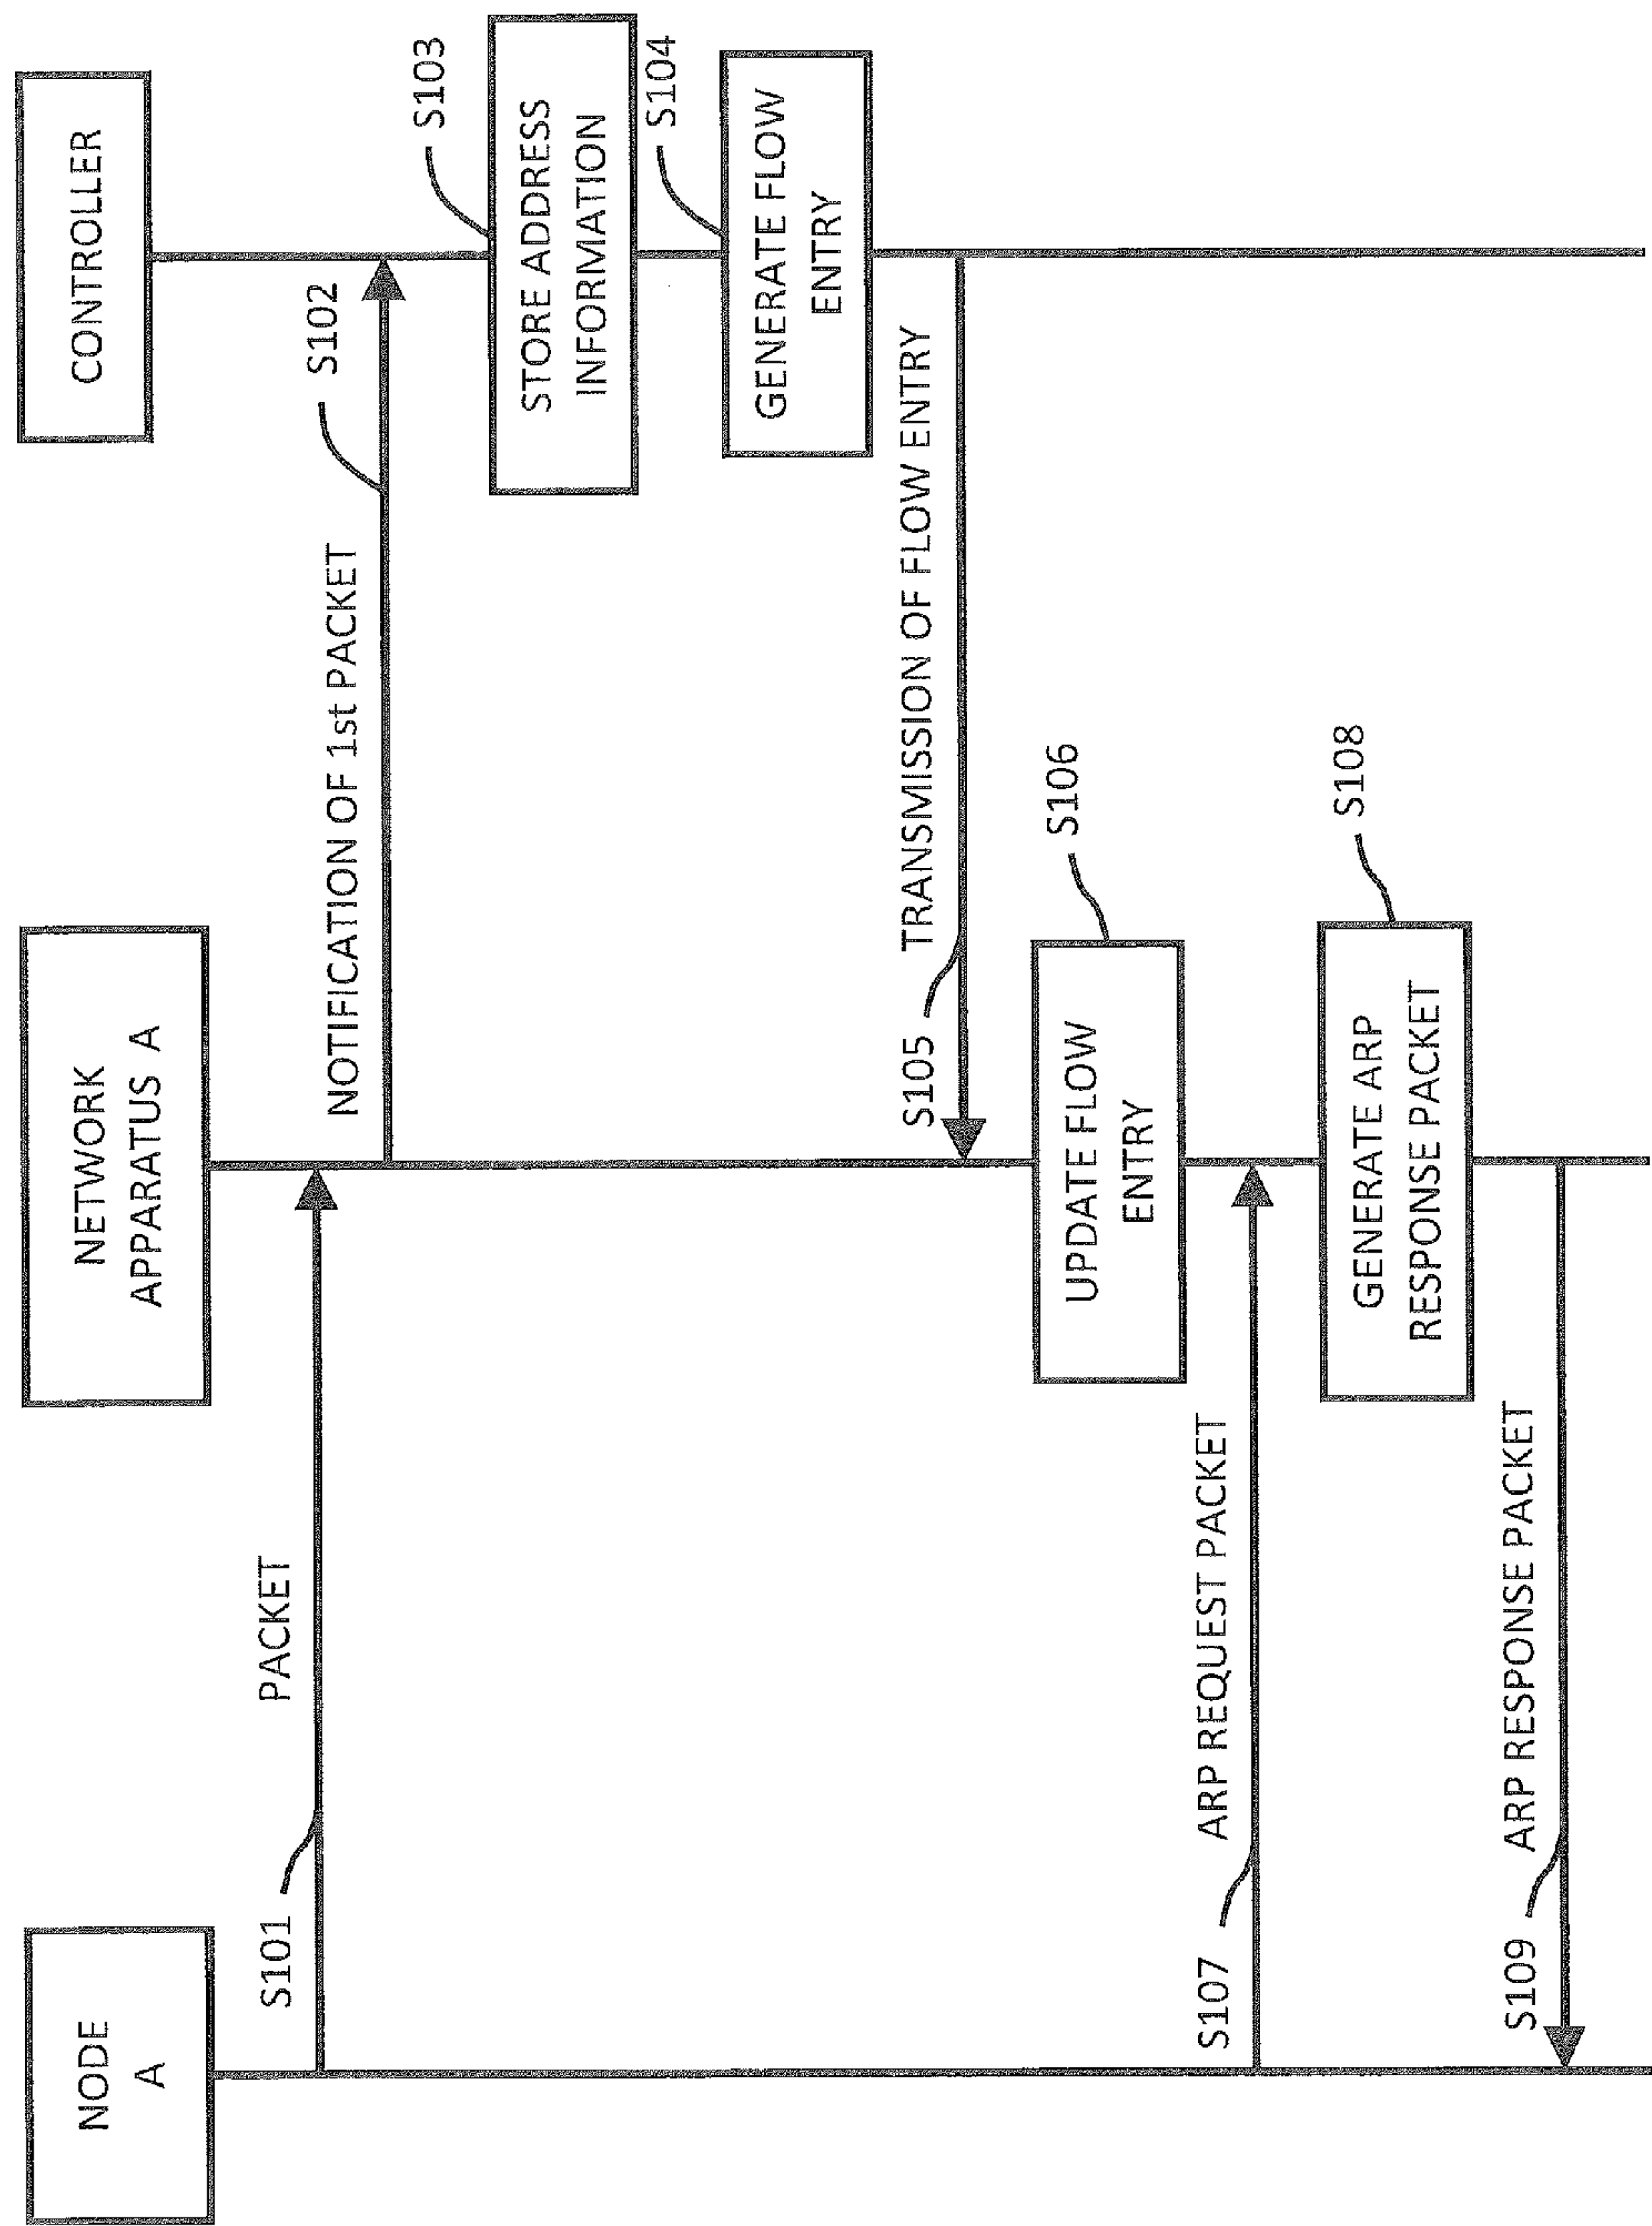 NODE
A
NETWORK
APPARATUS A
CONTROLLER
S101
PACKET
NOTIFICATION OF 1st PACKET
S102
S103
STORE ADDRESS
INFORMATION
S104
GENERATE FLOW
ENTRY
S105
TRANSMISSION OF FLOW ENTRY
S106
UPDATE FLOW
ENTRY
S107
ARP REQUEST PACKET
S108
GENERATE ARP
RESPONSE PACKET
S109
ARP RESPONSE PACKET